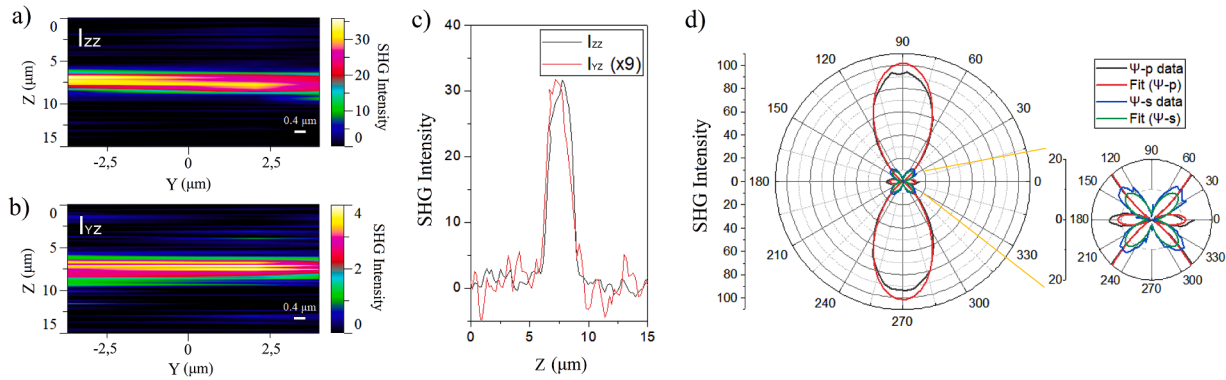 a)
I_ZZ
0
5
10
15
Z (µm)
-2,5
0
2,5
Y (µm)
0.4 µm
30
20
10
0
SHG Intensity
b)
I_YZ
0
5
10
15
Z (µm)
-2,5
0
2,5
Y (µm)
0.4 µm
4
2
0
SHG Intensity
c)
40
30
20
10
0
SHG Intensity
0
5
10
15
Z (µm)
I_ZZ
I_YZ (x9)
d)
100
80
60
40
20
0
20
40
60
80
100
SHG Intensity
90
60
30
0
330
300
270
240
210
180
150
120
Ψ-p data
Fit (Ψ-p)
Ψ-s data
Fit (Ψ-s)
20
0
20
90
60
30
0
330
300
270
240
210
180
150
120